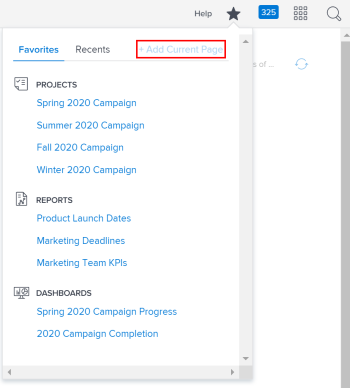 Help 325
Favorites Recents + Add Current Page
s of ...
PROJECTS
Spring 2020 Campaign
Summer 2020 Campaign
Fall 2020 Campaign
Winter 2020 Campaign
REPORTS
Product Launch Dates
Marketing Deadlines
Marketing Team KPIs
DASHBOARDS
Spring 2020 Campaign Progress
2020 Campaign Completion